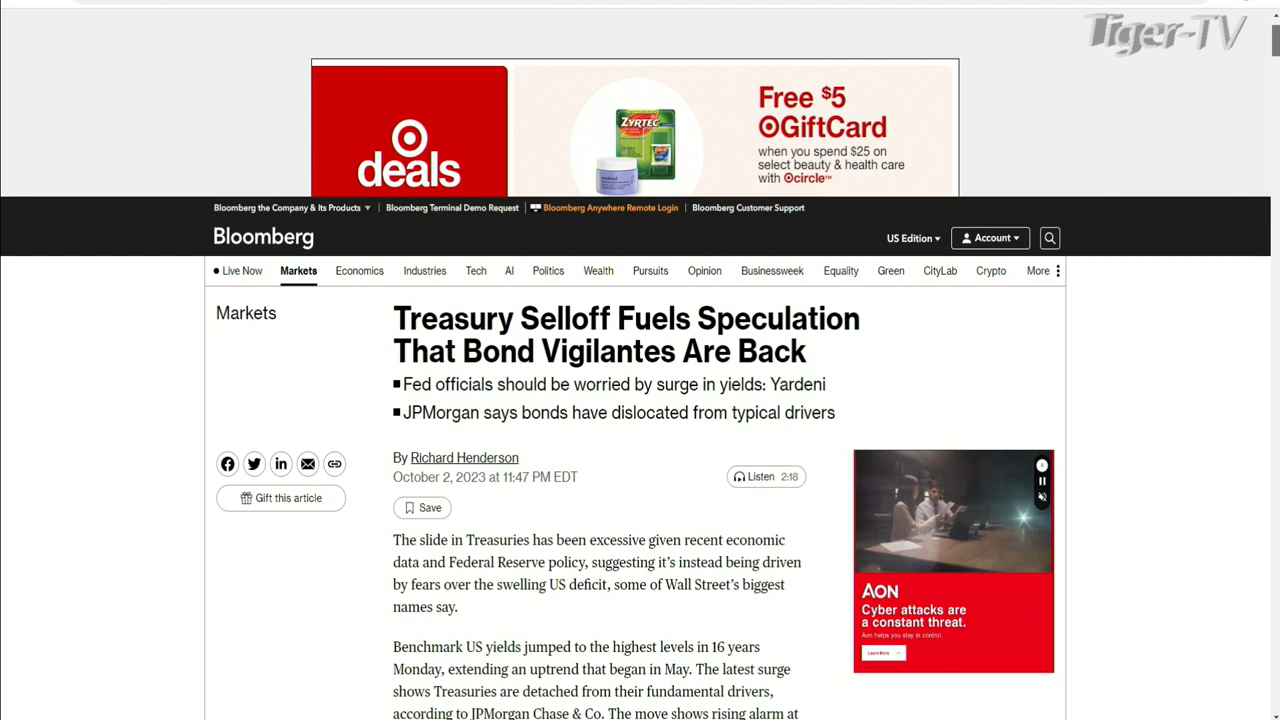 Tiger-TV
deals
ZYRTEC
Free $5
GiftCard
when you spend $25 on
select beauty & health care
with circle™
Bloomberg the Company & Its Products
Bloomberg Terminal Demo Request
Bloomberg Anywhere Remote Login
Bloomberg Customer Support
Bloomberg
US Edition
Account
Live Now
Markets
Economics
Industries
Tech
AI
Politics
Wealth
Pursuits
Opinion
Businessweek
Equality
Green
CityLab
Crypto
More
Markets
Treasury Selloff Fuels Speculation
That Bond Vigilantes Are Back
Fed officials should be worried by surge in yields: Yardeni
JPMorgan says bonds have dislocated from typical drivers
By Richard Henderson
October 2, 2023 at 11:47 PM EDT
Listen 2:18
Gift this article
Save
The slide in Treasuries has been excessive given recent economic
data and Federal Reserve policy, suggesting it's instead being driven
by fears over the swelling US deficit, some of Wall Street's biggest
names say.
Benchmark US yields jumped to the highest levels in 16 years
Monday, extending an uptrend that began in May. The latest surge
shows Treasuries are detached from their fundamental drivers,
according to JPMorgan Chase & Co. The move shows rising alarm at
AON
Cyber attacks are
a constant threat.
Aon helps you stay in control.
Learn More